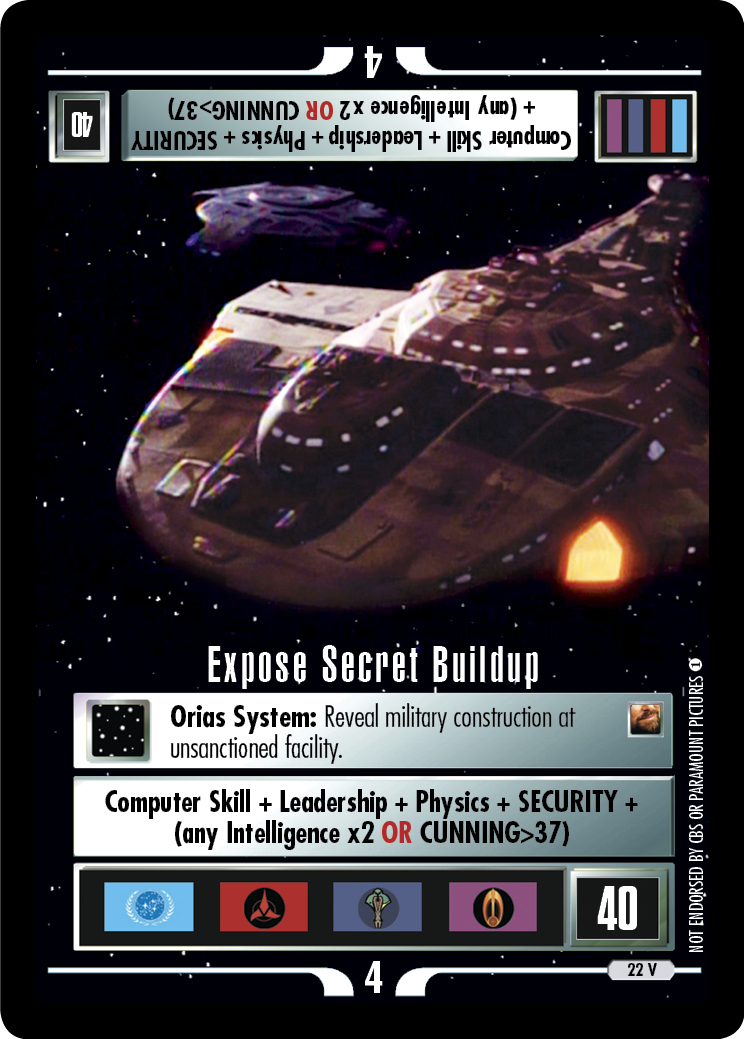 4
Computer Skill + Leadership + Physics + SECURITY
+ (any Intelligence x 2 OR CUNNING>37)
40
Expose Secret Buildup
Orias System: Reveal military construction at
unsanctioned facility.
Computer Skill + Leadership + Physics + SECURITY +
(any Intelligence x2 OR CUNNING>37)
40
4
22 V
NOT ENDORSED BY CBS OR PARAMOUNT PICTURES